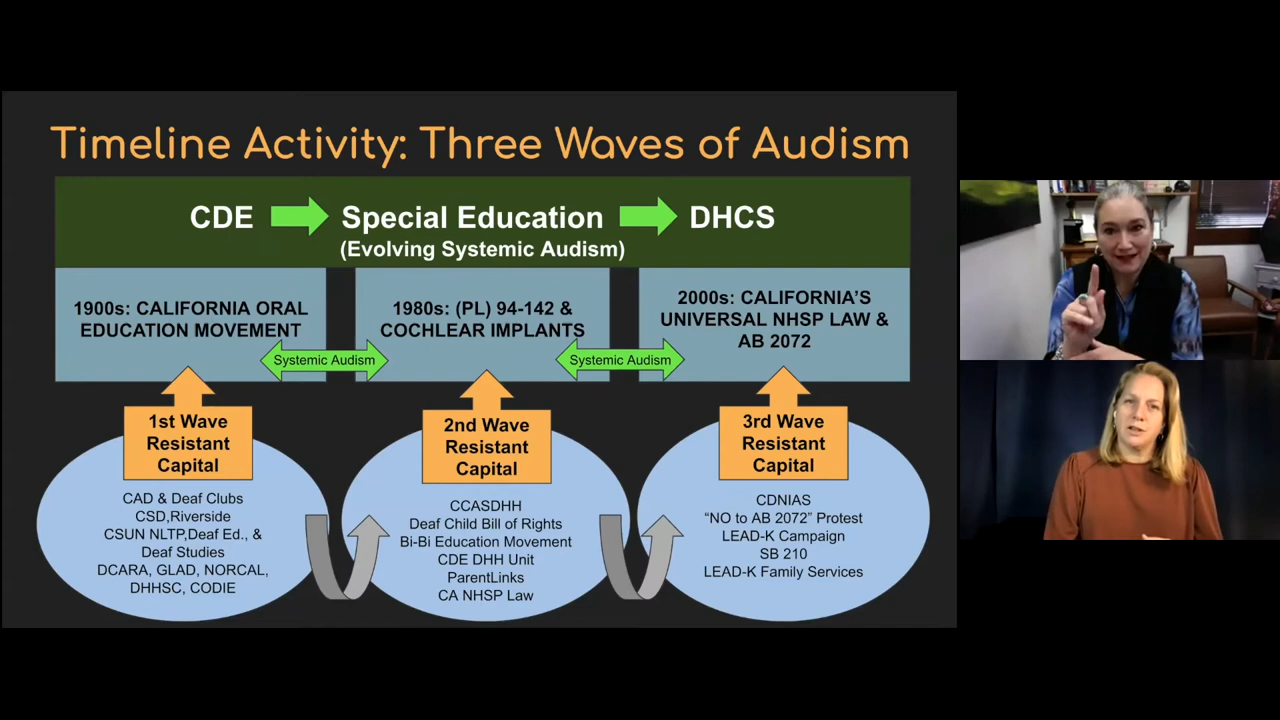 Timeline Activity: Three Waves of Audism
CDE
Special Education
DHCS
(Evolving Systemic Audism)
1900s: CALIFORNIA ORAL
EDUCATION MOVEMENT
1980s: (PL) 94-142 &
COCHLEAR IMPLANTS
2000s: CALIFORNIA'S
UNIVERSAL NHSP LAW &
AB 2072
Systemic Audism
Systemic Audism
1st Wave
Resistant
Capital
CAD & Deaf Clubs
CSD,Riverside
CSUN NLTP,Deaf Ed., &
Deaf Studies
DCARA, GLAD, NORCAL,
DHHSC, CODIE
2nd Wave
Resistant
Capital
CCASDHH
Deaf Child Bill of Rights
Bi-Bi Education Movement
CDE DHH Unit
ParentLinks
CA NHSP Law
3rd Wave
Resistant
Capital
CDNIAS
“NO to AB 2072” Protest
LEAD-K Campaign
SB 210
LEAD-K Family Services